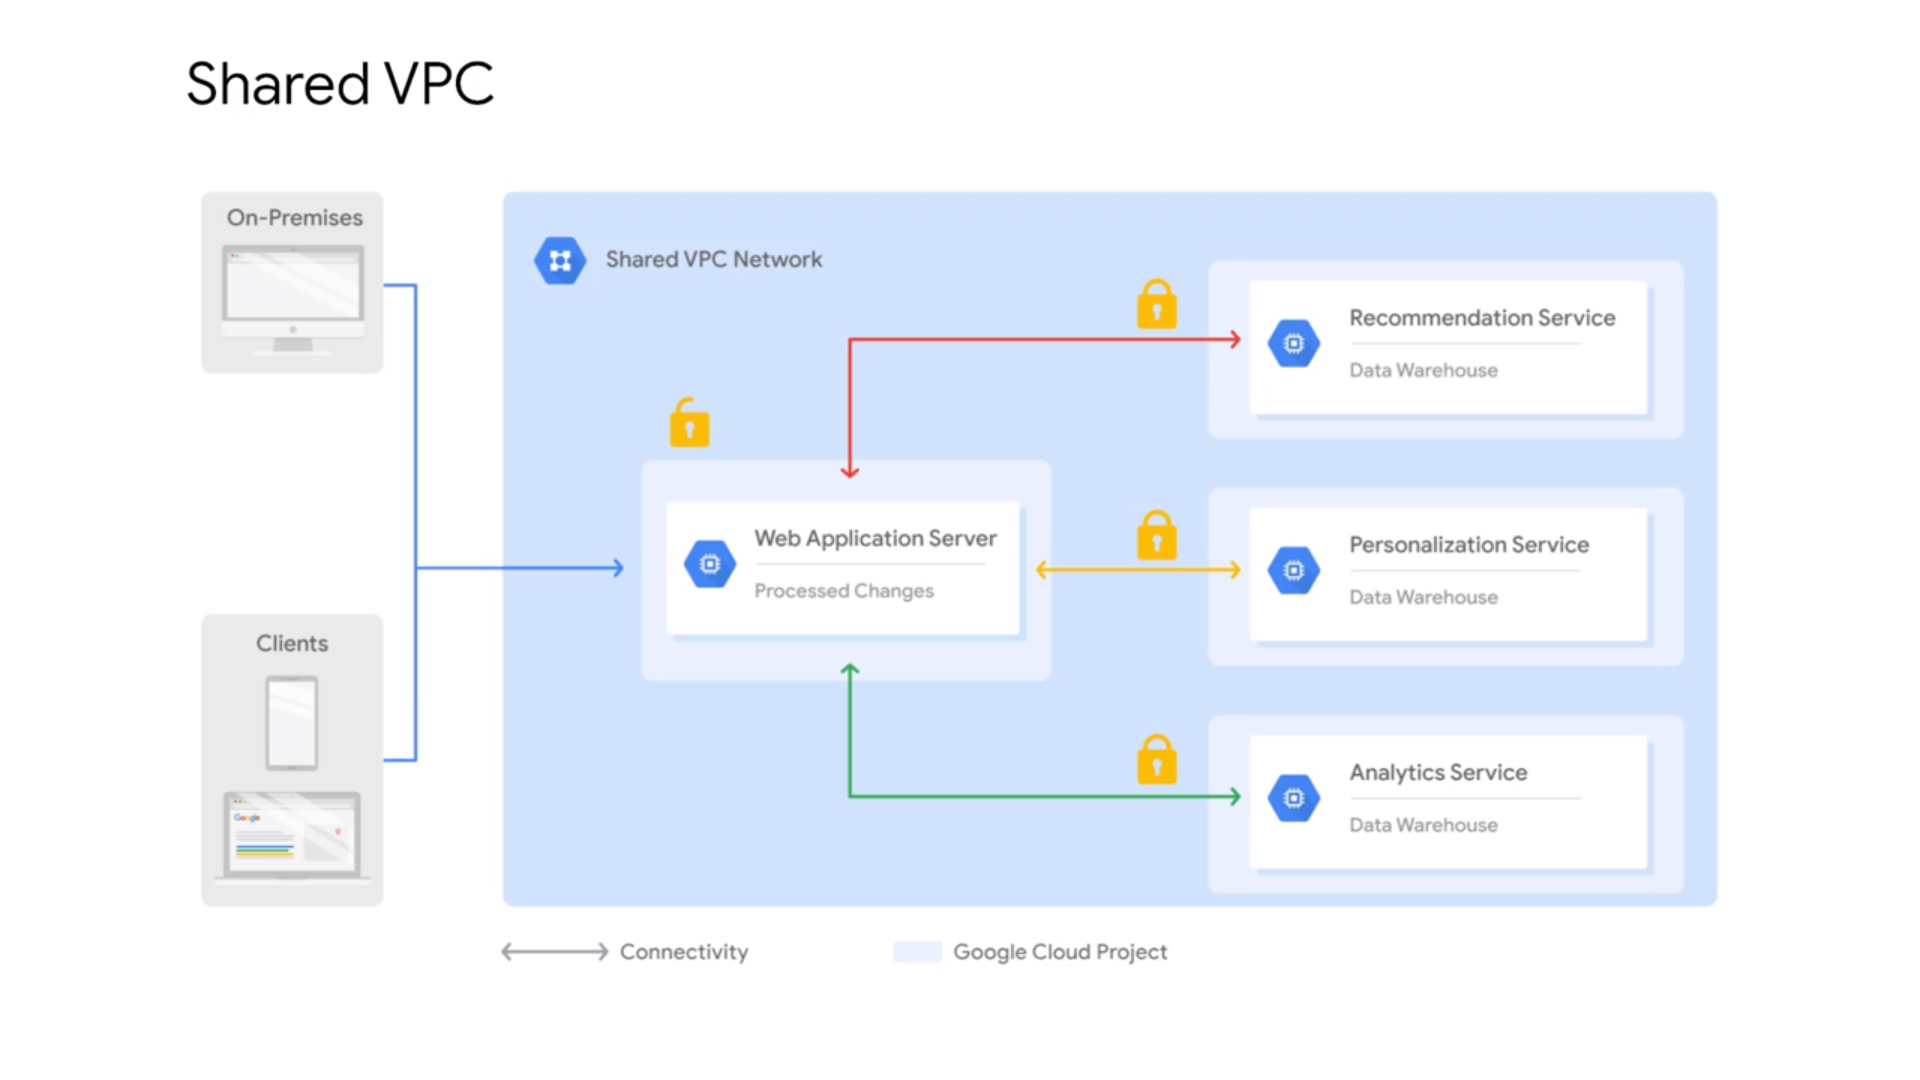 Shared VPC
On-Premises
Shared VPC Network
Recommendation Service
Data Warehouse
Web Application Server
Processed Changes
Personalization Service
Data Warehouse
Clients
Google
Analytics Service
Data Warehouse
Connectivity
Google Cloud Project